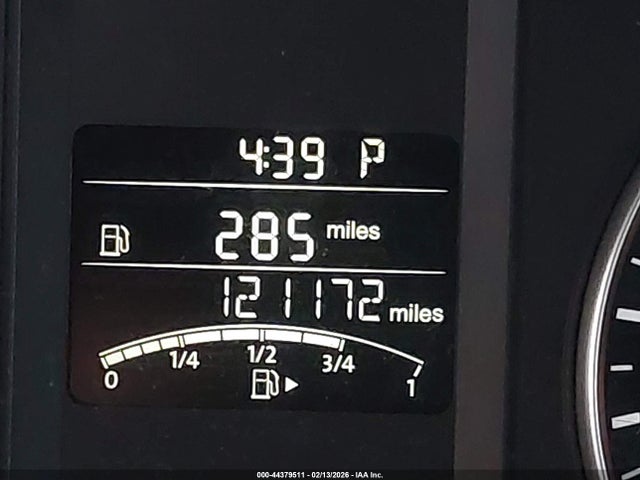 4:39 P
285 miles
121172 miles
0 1/4 1/2 3/4 1
000-44379511 - 02/13/2026 - IAA Inc.